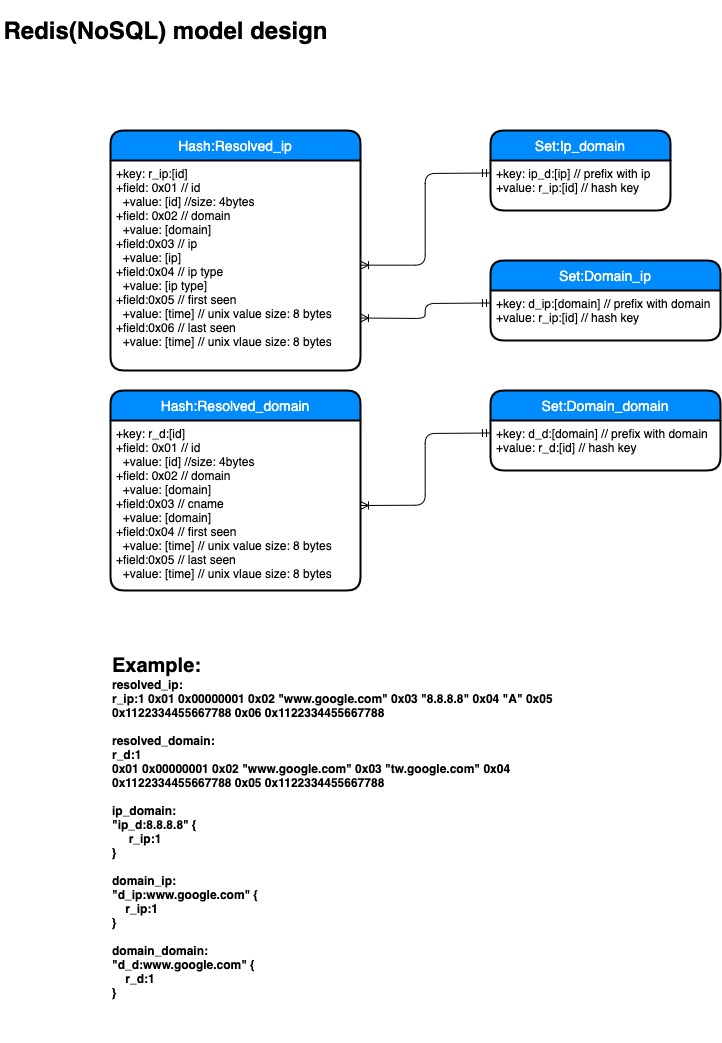 Redis(NoSQL) model design
Hash:Resolved_ip
+key: r_ip:[id]
+field: 0x01 // id
+value: [id] //size: 4bytes
+field: 0x02 // domain
+value: [domain]
+field:0x03 // ip
+value: [ip]
+field:0x04 // ip type
+value: [ip type]
+field:0x05 // first seen
+value: [time] // unix value size: 8 bytes
+field:0x06 // last seen
+value: [time] // unix vlaue size: 8 bytes
Set:Ip_domain
+key: ip_d:[ip] // prefix with ip
+value: r_ip:[id] // hash key
Set:Domain_ip
+key: d_ip:[domain] // prefix with domain
+value: r_ip:[id] // hash key
Hash:Resolved_domain
+key: r_d:[id]
+field: 0x01 // id
+value: [id] //size: 4bytes
+field: 0x02 // domain
+value: [domain]
+field:0x03 // cname
+value: [domain]
+field:0x04 // first seen
+value: [time] // unix value size: 8 bytes
+field:0x05 // last seen
+value: [time] // unix vlaue size: 8 bytes
Set:Domain_domain
+key: d_d:[domain] // prefix with domain
+value: r_d:[id] // hash key
Example:
resolved_ip:
r_ip:1 0x01 0x00000001 0x02 "www.google.com" 0x03 "8.8.8.8" 0x04 "A" 0x05
0x1122334455667788 0x06 0x1122334455667788
resolved_domain:
r_d:1
0x01 0x00000001 0x02 "www.google.com" 0x03 "tw.google.com" 0x04
0x1122334455667788 0x05 0x1122334455667788
ip_domain:
"ip_d:8.8.8.8" {
r_ip:1
}
domain_ip:
"d_ip:www.google.com" {
r_ip:1
}
domain_domain:
"d_d:www.google.com" {
r_d:1
}